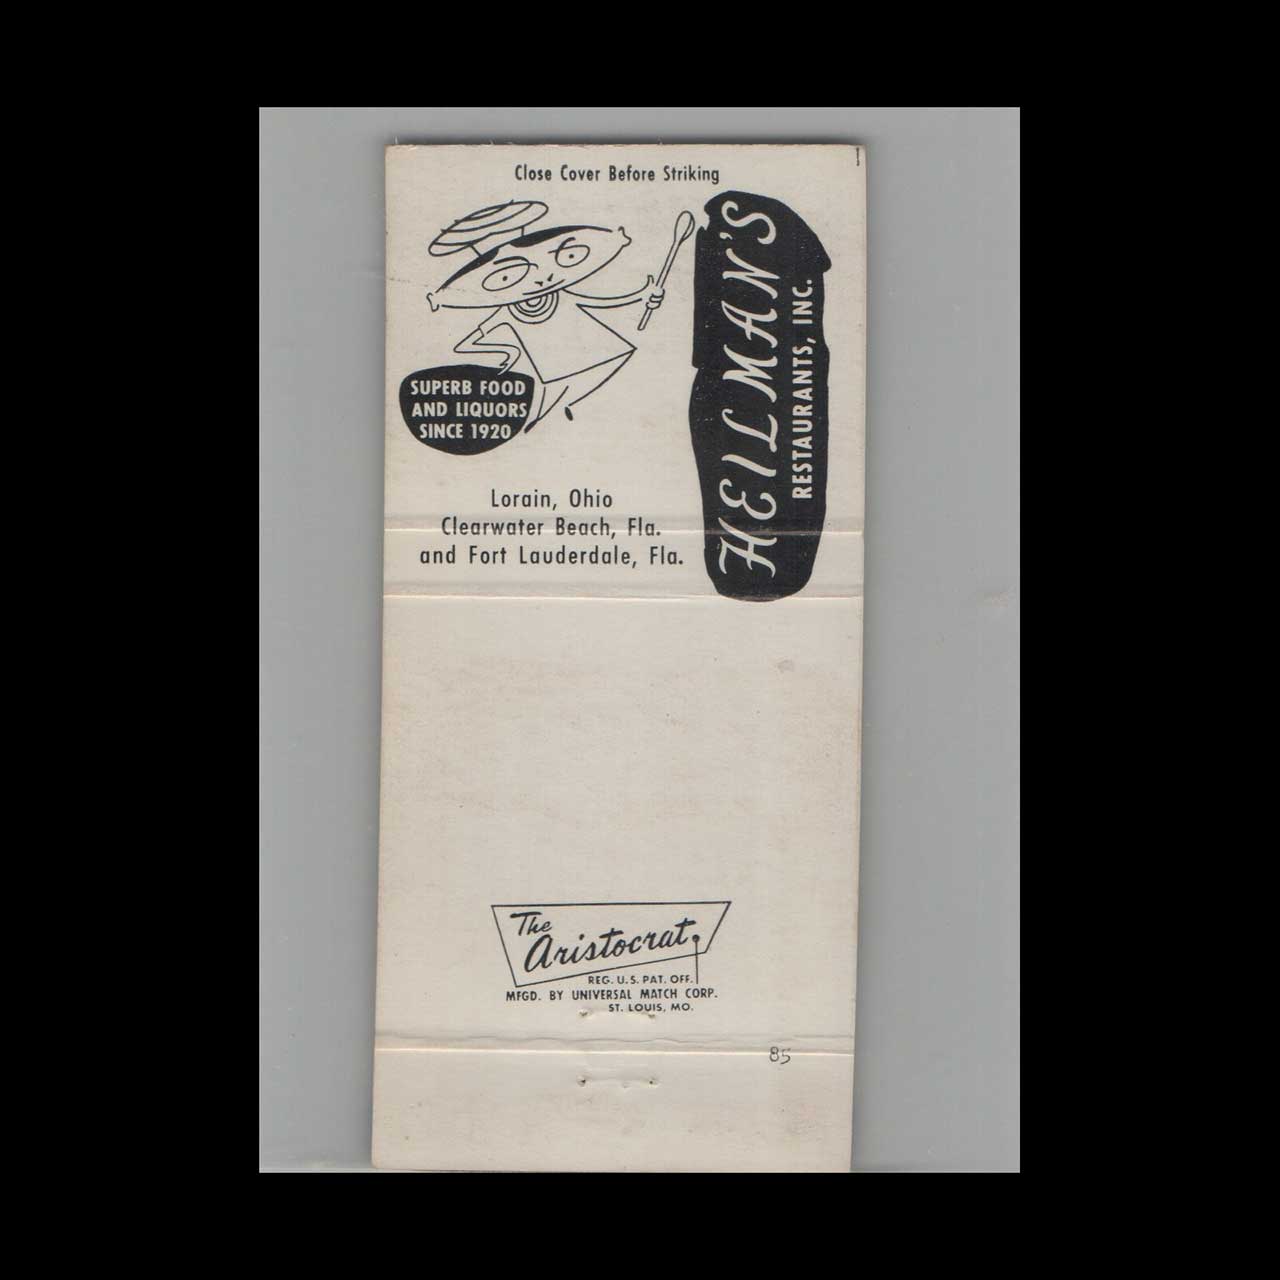 Close Cover Before Striking
HEILMAN'S
RESTAURANTS, INC.
SUPERB FOOD
AND LIQUORS
SINCE 1920
Lorain, Ohio
Clearwater Beach, Fla.
and Fort Lauderdale, Fla.
The
Aristocrat
REG. U.S. PAT. OFF.
MFGD. BY UNIVERSAL MATCH CORP.
ST. LOUIS, MO.
85